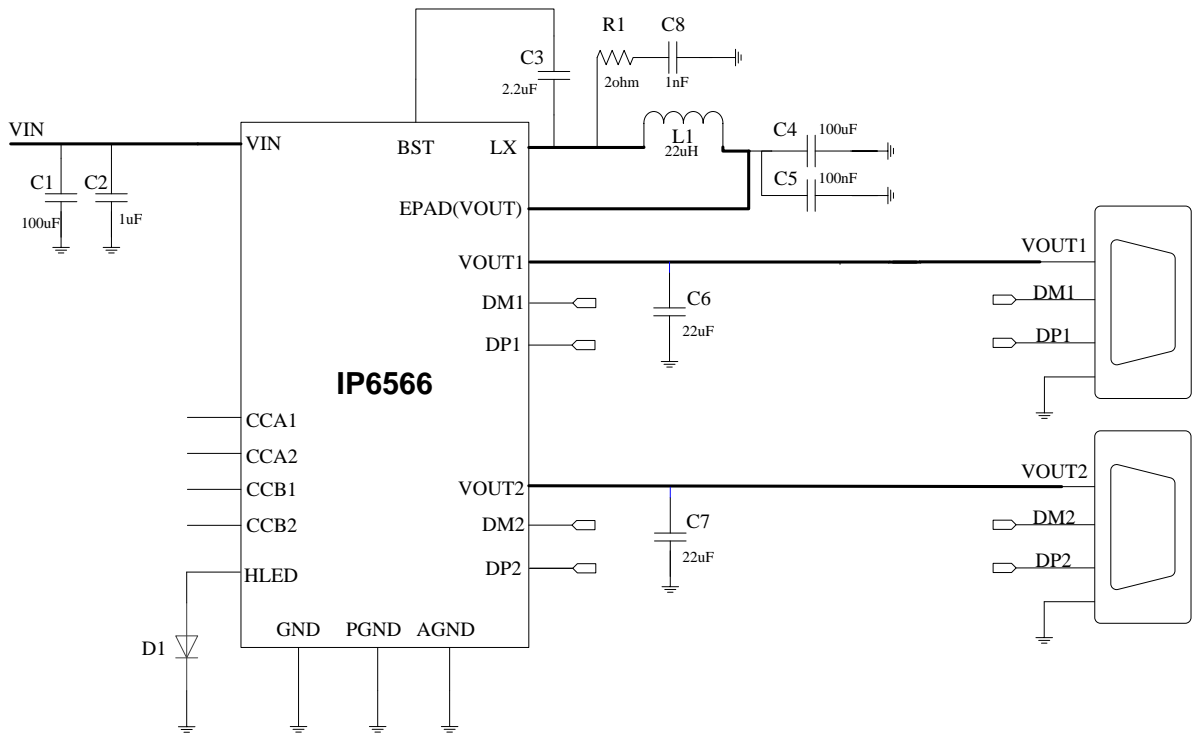 R1
C8
C3
2.2uF
2ohm
1nF
VIN
VIN
BST
LX
L1
22uH
C4
100uF
C1
C2
C5
100nF
100uF
1uF
EPAD(VOUT)
VOUT1
VOUT1
DM1
C6
DM1
22uF
DP1
DP1
IP6566
CCA1
CCA2
CCB1
VOUT2
VOUT2
CCB2
DM2
C7
DM2
22uF
HLED
DP2
DP2
D1
GND
PGND
AGND